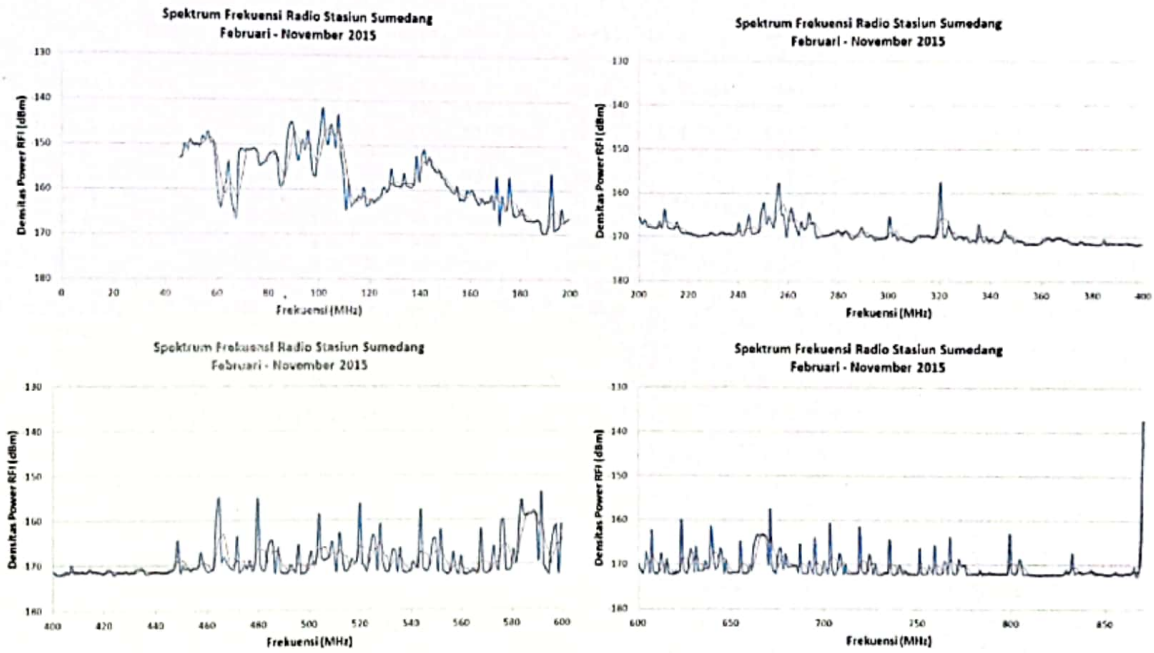 Spektrum Frekuensi Radio Stasiun Sumedang
Februari - November 2015
Densitas Power RFI (dBm)
130
140
150
160
170
180
0 20 40 60 80 100 120 140 160 180 200
Frekuensi (MHz)
Spektrum Frekuensi Radio Stasiun Sumedang
Februari - November 2015
Densitas Power RFI (dBm)
130
140
150
160
170
180
200 220 240 260 280 300 320 340 360 380 400
Frekuensi (MHz)
Spektrum Frekuensi Radio Stasiun Sumedang
Februari - November 2015
Densitas Power RFI (dBm)
130
140
150
160
170
180
400 420 440 460 480 500 520 540 560 580 600
Frekuensi (MHz)
Spektrum Frekuensi Radio Stasiun Sumedang
Februari - November 2015
Densitas Power RFI (dBm)
130
140
150
160
170
180
600 650 700 750 800 850
Frekuensi (MHz)